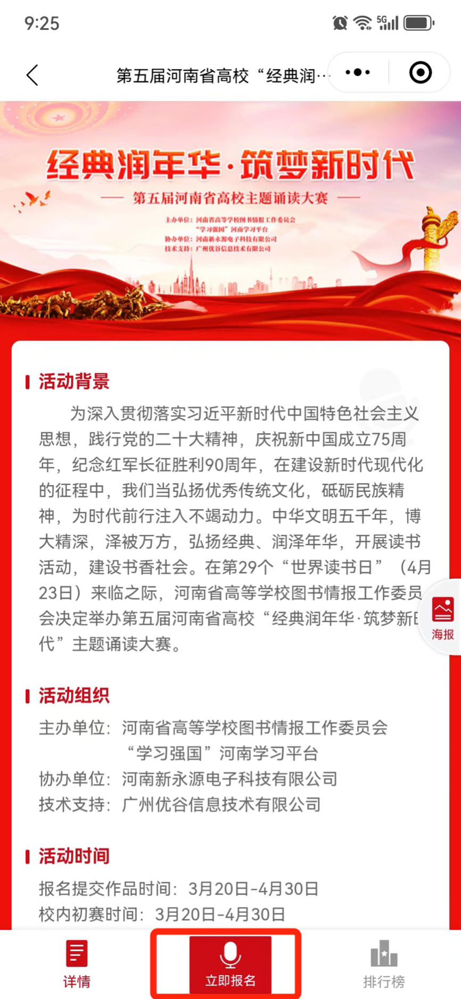 9:25
5G
第五届河南省高校“经典润…
经典润年华·筑梦新时代
第五届河南省高校主题诵读大赛
主办单位：河南省高等学校图书情报工作委员会
“学习强国”河南学习平台
协办单位：河南新永源电子科技有限公司
技术支持：广州优谷信息技术有限公司
活动背景
为深入贯彻落实习近平新时代中国特色社会主义
思想，践行党的二十大精神，庆祝新中国成立75周
年，纪念红军长征胜利90周年，在建设新时代现代化
的征程中，我们当弘扬优秀传统文化，砥砺民族精
神，为时代前行注入不竭动力。中华文明五千年，博
大精深，泽被万方，弘扬经典、润泽年华，开展读书
活动，建设书香社会。在第29个“世界读书日”（4月
23日）来临之际，河南省高等学校图书情报工作委员
会决定举办第五届河南省高校“经典润年华·筑梦新时
代”主题诵读大赛。
海报
活动组织
主办单位：河南省高等学校图书情报工作委员会
“学习强国”河南学习平台
协办单位：河南新永源电子科技有限公司
技术支持：广州优谷信息技术有限公司
活动时间
报名提交作品时间：3月20日-4月30日
校内初赛时间：3月20日-4月30日
详情
立即报名
排行榜